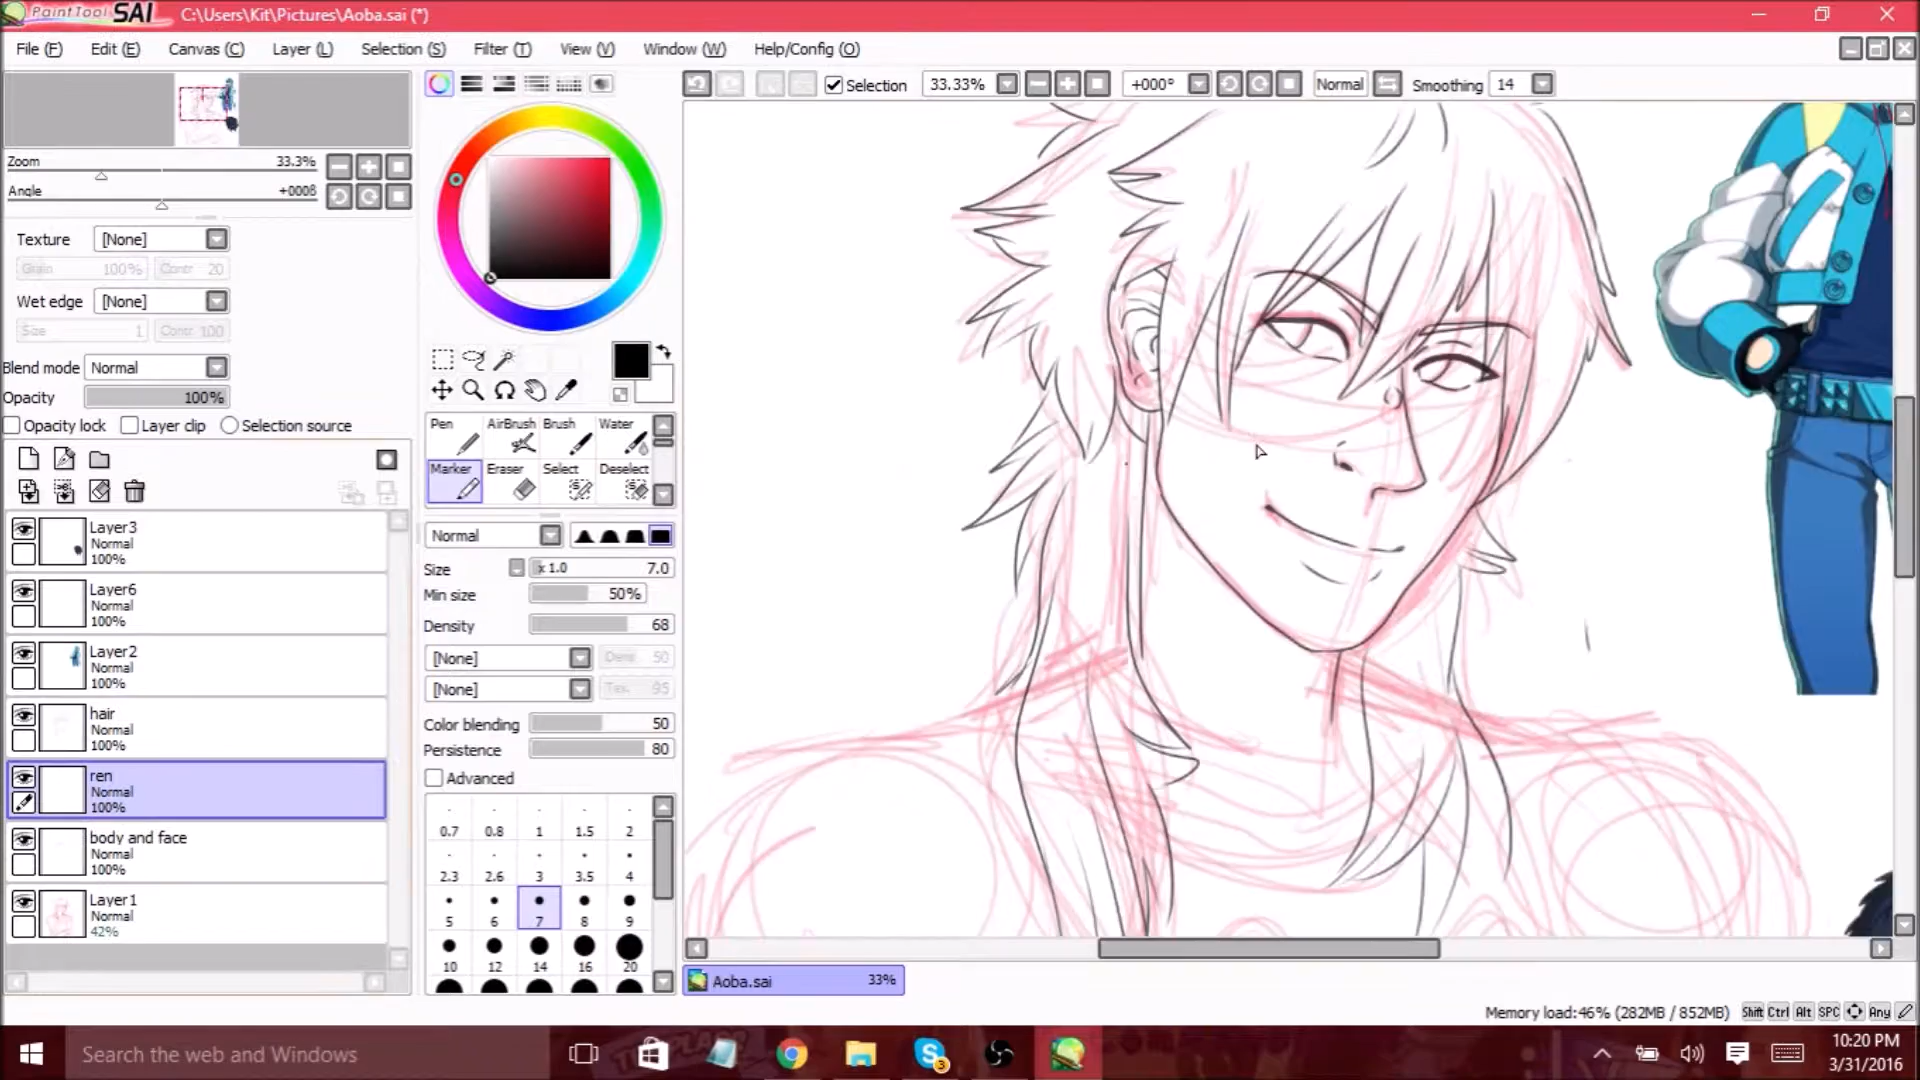 PaintTool SAI C:\Users\Kit\Pictures\Aoba.sai (*)
File (F) Edit (E) Canvas (C) Layer (L) Selection (S) Filter (T) View (V) Window (W) Help/Config (O)
Selection 33.33% +000° Normal Smoothing 14
Zoom 33.3%
Angle +0008
Texture [None]
Grain 100% Contr 20
Wet edge [None]
Size 1 Contr 100
Blend mode Normal
Opacity 100%
Opacity lock Layer clip Selection source
Layer3
Normal
100%
Layer6
Normal
100%
Layer2
Normal
100%
hair
Normal
100%
ren
Normal
100%
body and face
Normal
100%
Layer1
Normal
42%
Pen AirBrush Brush Water
Marker Eraser Select Deselect
Normal
Size x 1.0 7.0
Min size 50%
Density 68
[None] Dens 50
[None] Tex. 95
Color blending 50
Persistence 80
Advanced
0.7 0.8 1 1.5 2
2.3 2.6 3 3.5 4
5 6 7 8 9
10 12 14 16 20
Aoba.sai 33%
Memory load:46% (282MB / 852MB) Shift Ctrl Alt SPC Any
Search the web and Windows
3
10:20 PM
3/31/2016